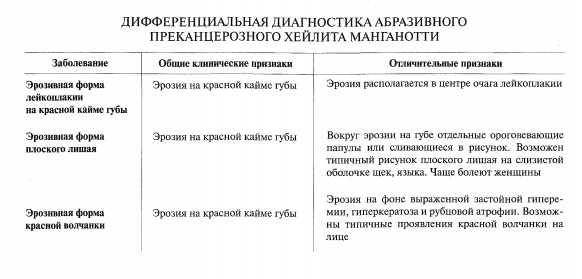 ДИФФЕРЕНЦИАЛЬНАЯ ДИАГНОСТИКА АБРАЗИВНОГО
ПРЕКАНЦЕРОЗНОГО ХЕЙЛИТА МАНГАНОТТИ
Заболевание
Общие клинические признаки
Отличительные признаки
Эрозивная форма
лейкоплакии
на красной кайме губы
Эрозия на красной кайме губы
Эрозия располагается в центре очага лейкоплакии
Эрозивная форма
плоского лишая
Эрозия на красной кайме губы
Вокруг эрозии на губе отдельные ороговевающие
папулы или сливающиеся в рисунок. Возможен
типичный рисунок плоского лишая на слизистой
оболочке щек, языка. Чаще болеют женщины
Эрозивная форма
красной волчанки
Эрозия на красной кайме губы
Эрозия на фоне выраженной застойной гипере-
мии, гиперкератоза и рубцовой атрофии. Возмож-
ны типичные проявления красной волчанки на
лице